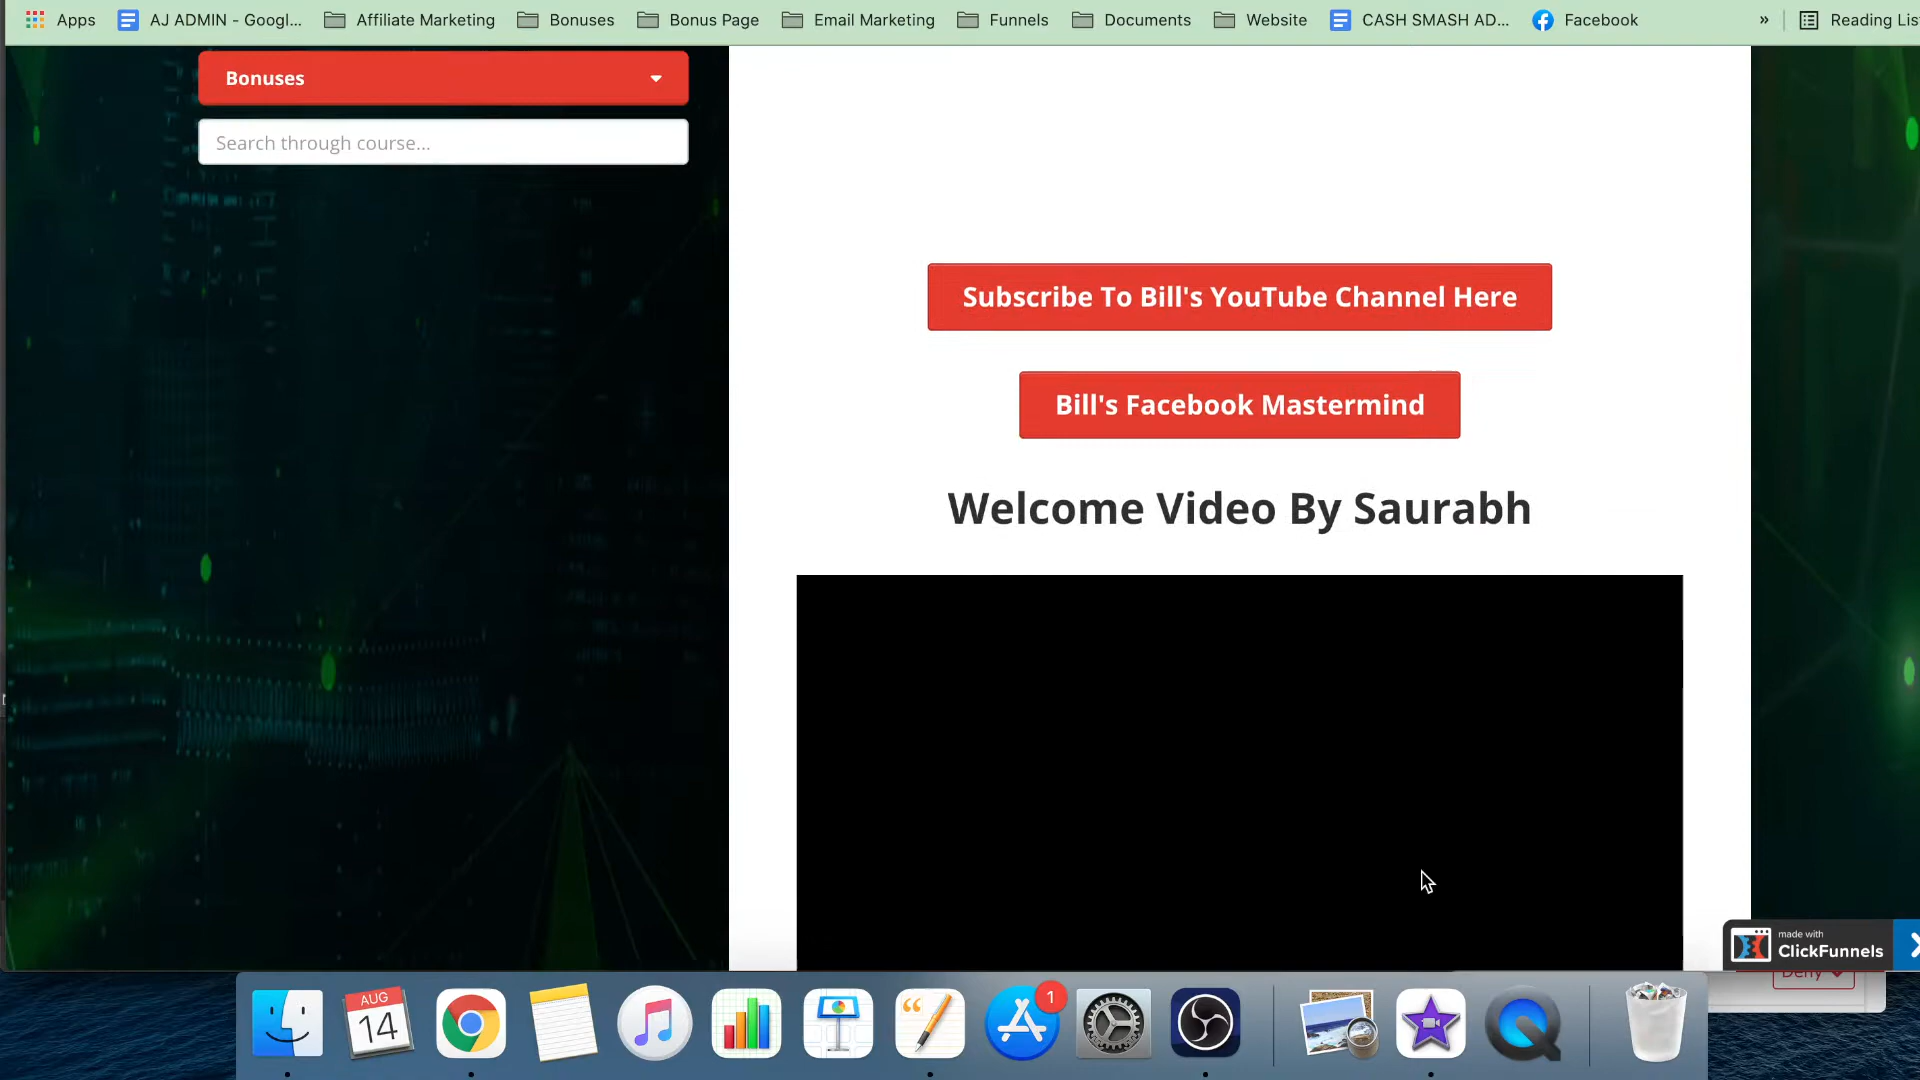 Apps
AJ ADMIN - Googl...
Affiliate Marketing
Bonuses
Bonus Page
Email Marketing
Funnels
Documents
Website
CASH SMASH AD...
Facebook
»
Reading Lis
Bonuses
Search through course...
Subscribe To Bill's YouTube Channel Here
Bill's Facebook Mastermind
Welcome Video By Saurabh
made with
ClickFunnels
Deny
AUG
14
1